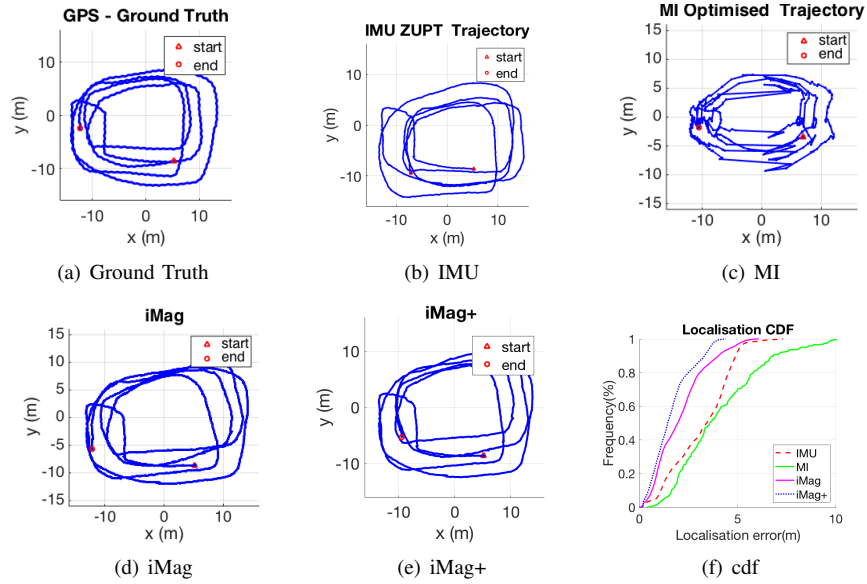 GPS - Ground Truth
start
end
10
0
-10
y (m)
-10
0
10
x (m)
(a) Ground Truth
IMU ZUPT Trajectory
start
end
10
0
-10
y (m)
-10
0
10
x (m)
(b) IMU
MI Optimised Trajectory
start
end
15
10
5
0
-5
-10
-15
y (m)
-10
0
10
x (m)
(c) MI
iMag
start
end
15
10
5
0
-5
-10
-15
y (m)
-10
0
10
x (m)
(d) iMag
iMag+
start
end
10
0
-10
y (m)
-10
0
10
x (m)
(e) iMag+
Localisation CDF
1
0.8
0.6
0.4
0.2
0
Frequency(%)
IMU
MI
iMag
iMag+
0
5
10
Localisation error(m)
(f) cdf